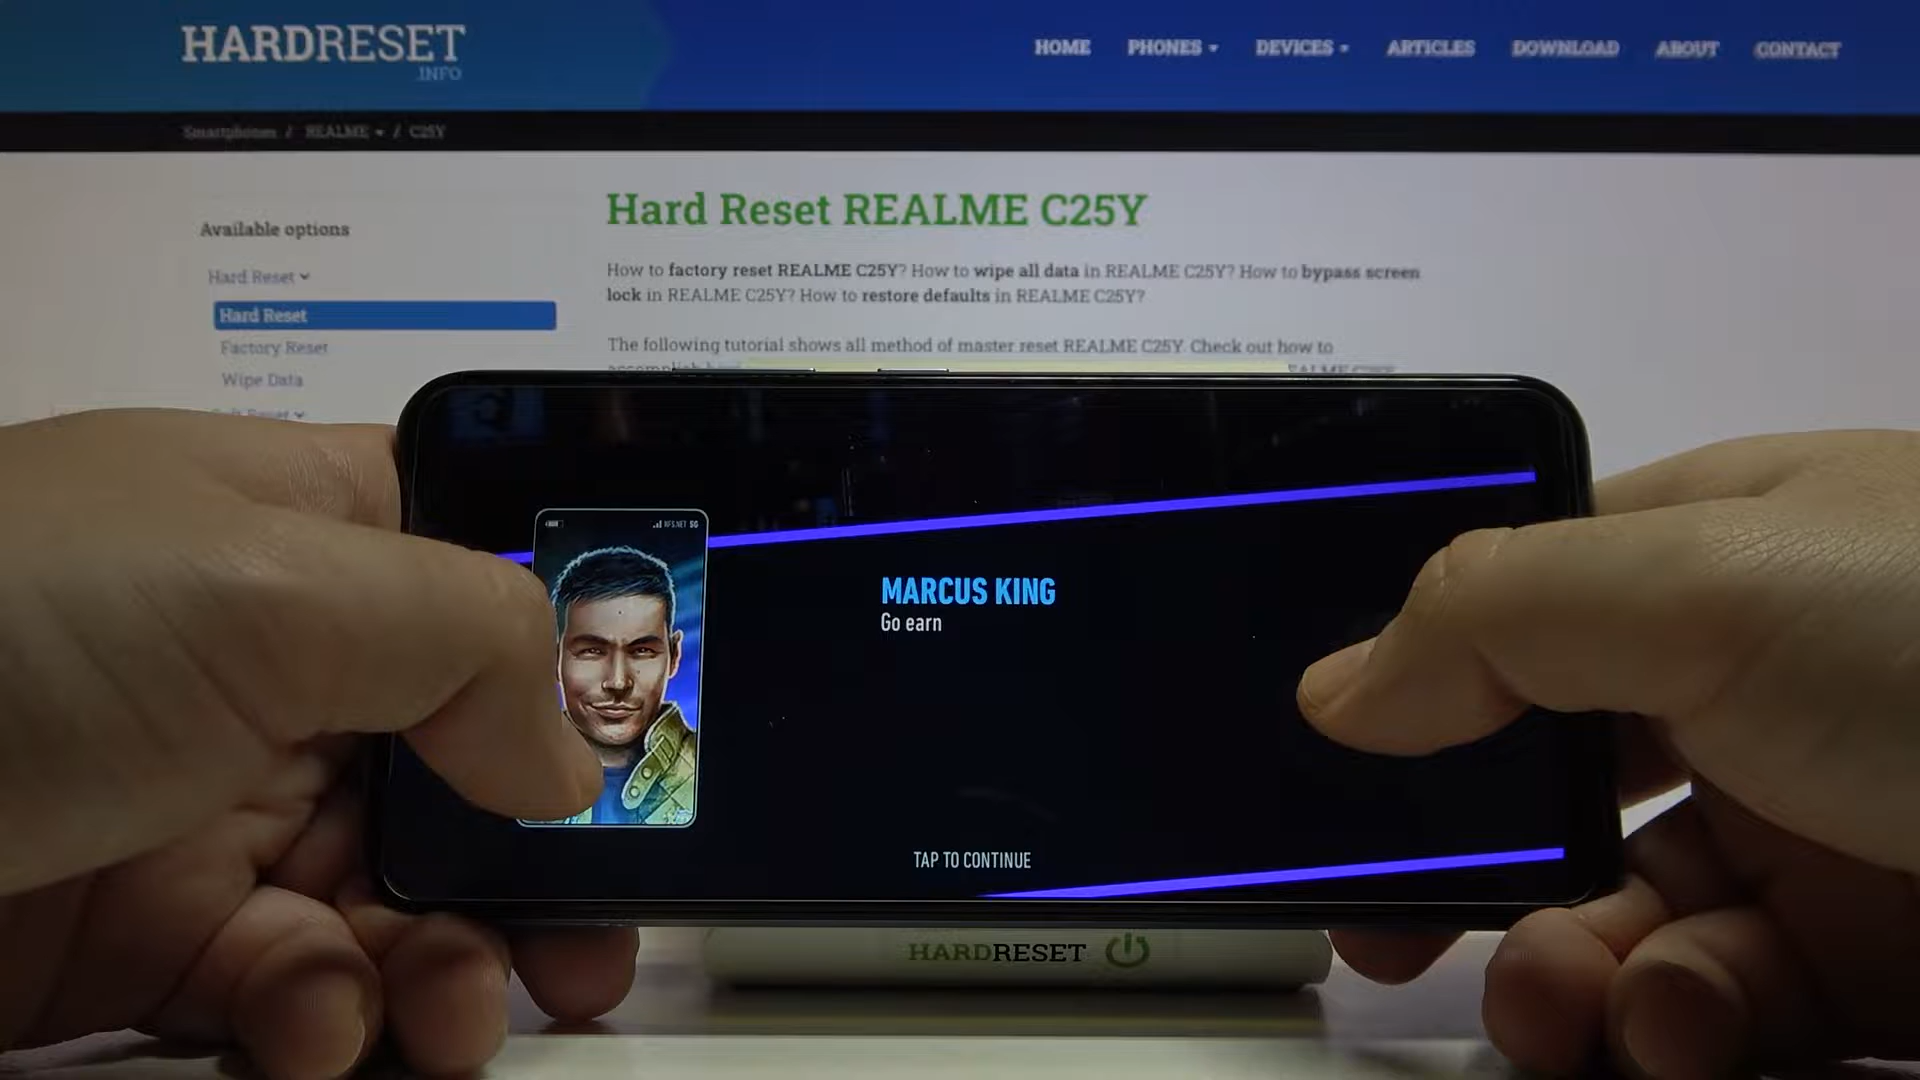 HARDRESET
.INFO
HOME PHONES DEVICES ARTICLES DOWNLOAD ABOUT CONTACT
Smartphones / REALME / C25Y
Available options
Hard Reset
Hard Reset
Factory Reset
Wipe Data
Hard Reset REALME C25Y
How to factory reset REALME C25Y? How to wipe all data in REALME C25Y? How to bypass screen
lock in REALME C25Y? How to restore defaults in REALME C25Y?
The following tutorial shows all method of master reset REALME C25Y. Check out how to
NFS.NET 5G
MARCUS KING
Go earn
TAP TO CONTINUE
HARDRESET